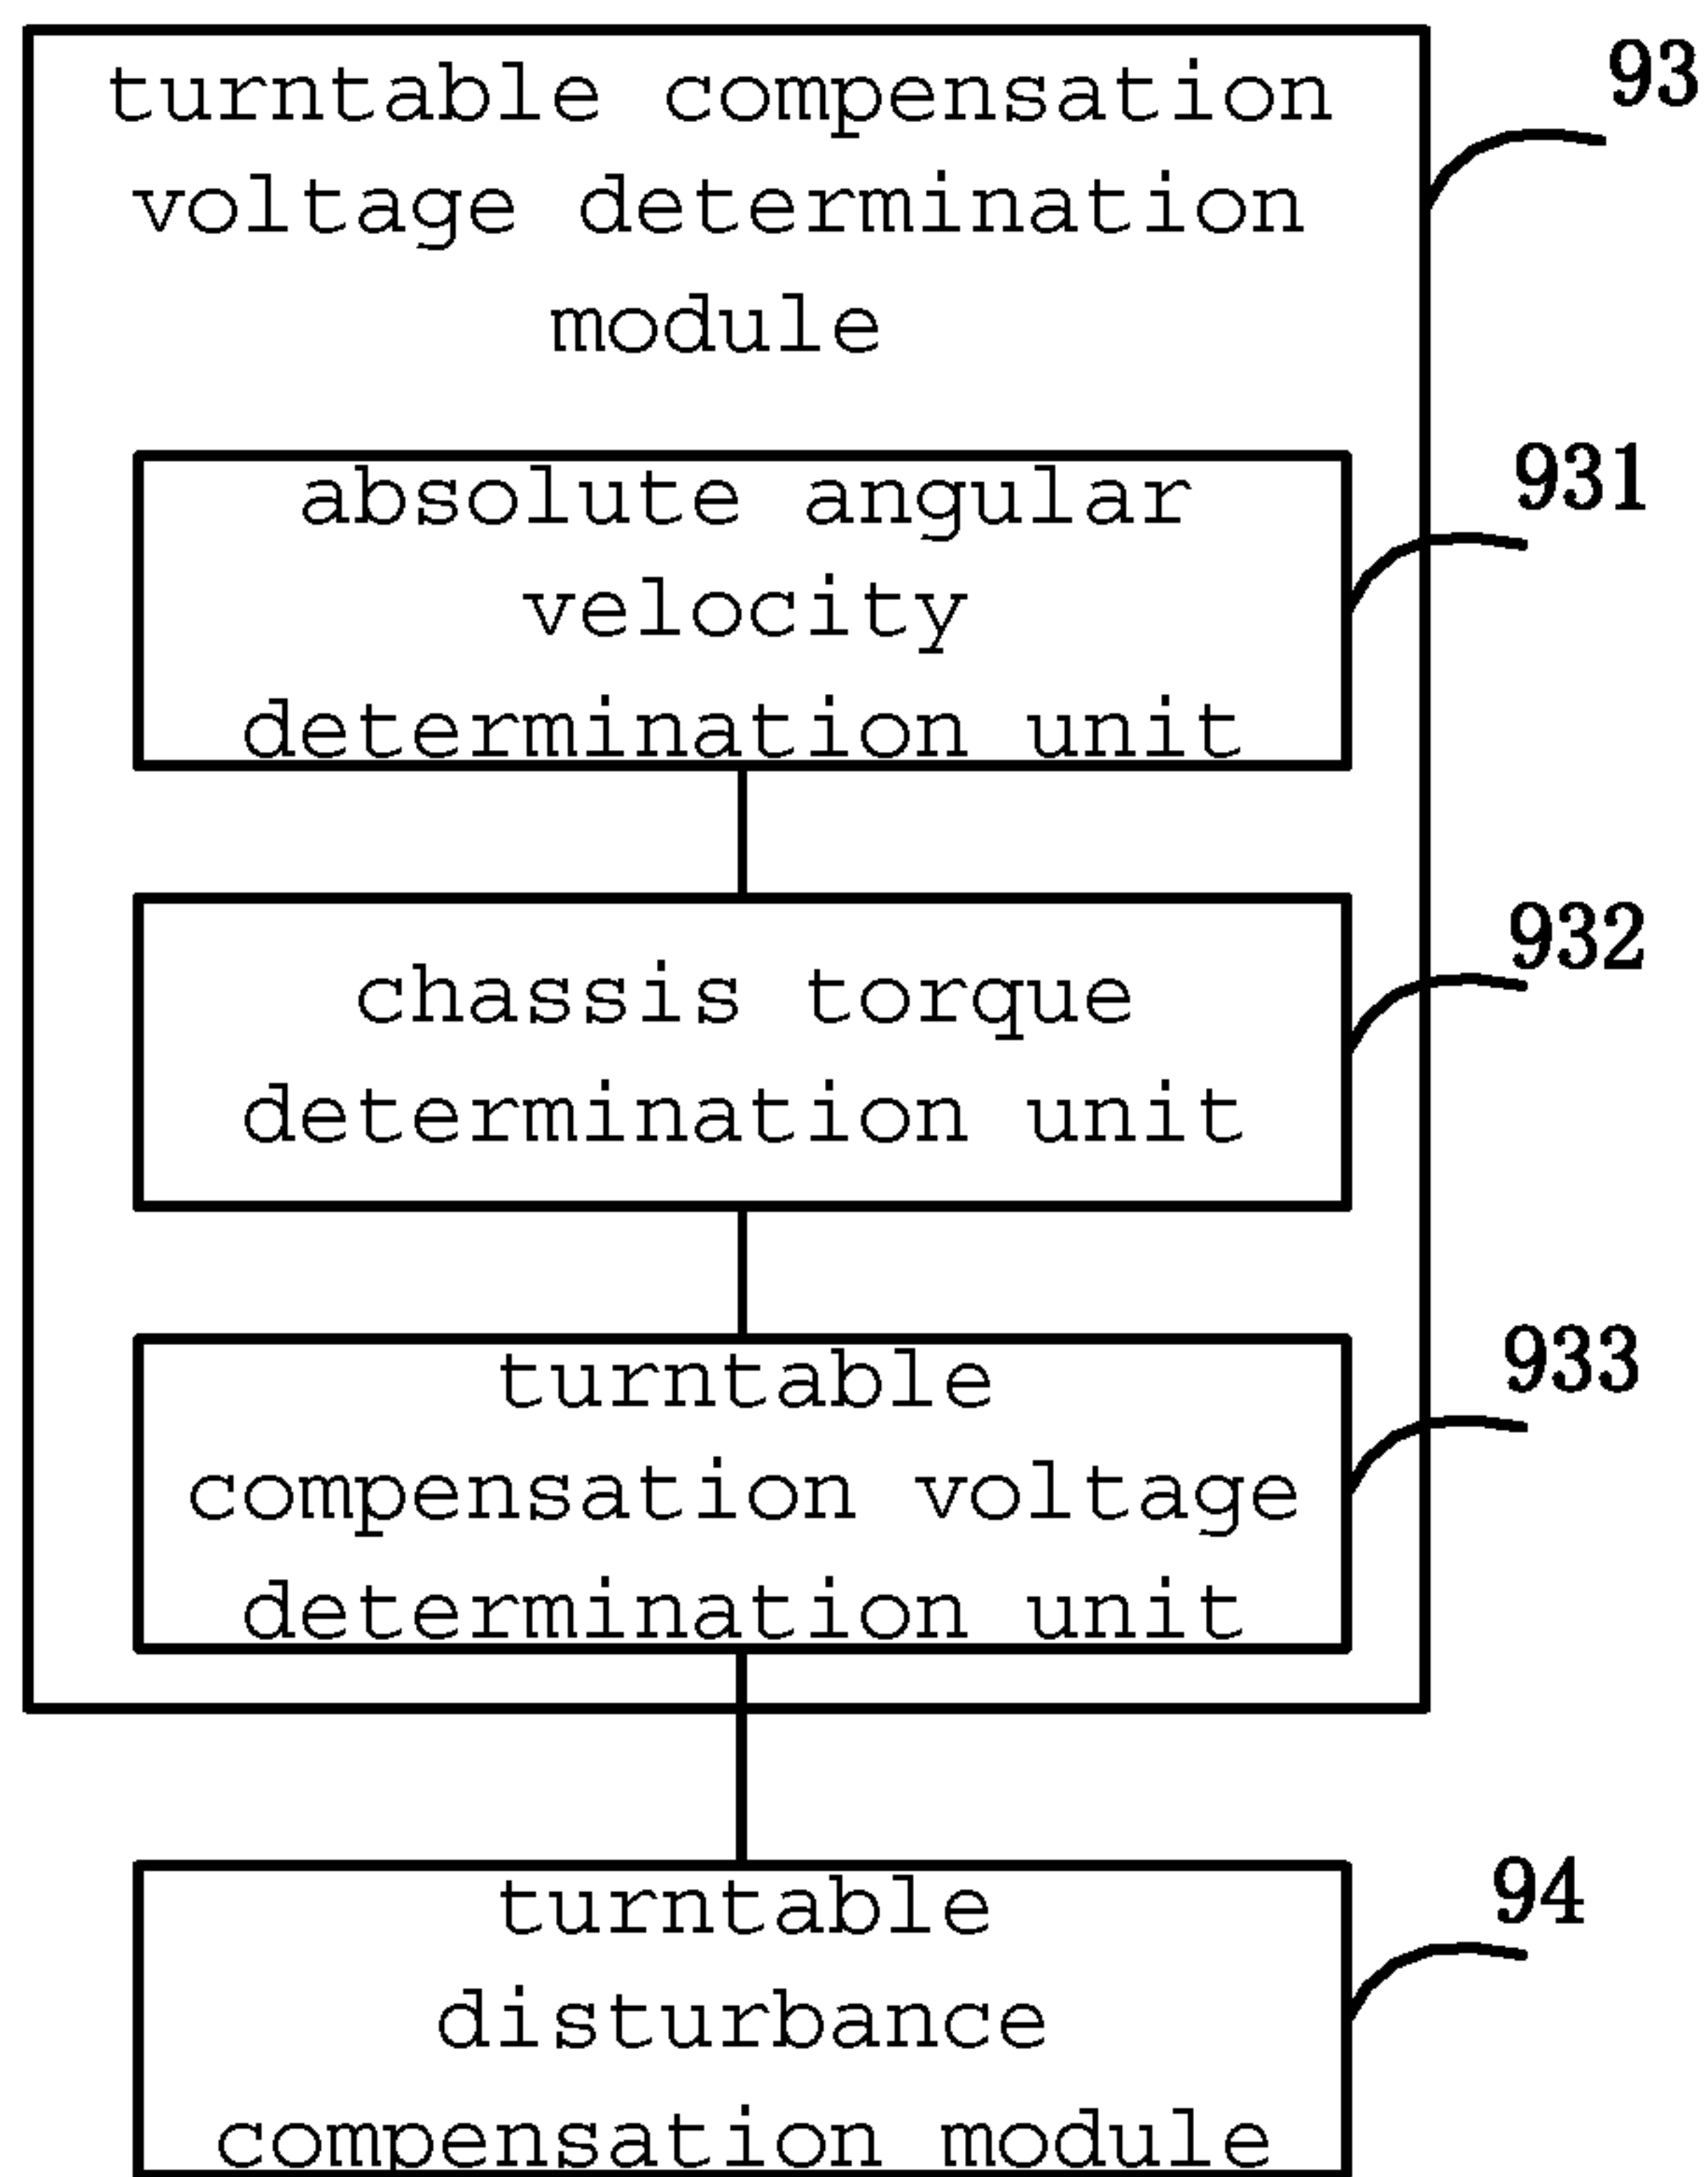 turntable compensation
voltage determination
module
93
absolute angular
velocity
determination unit
931
chassis torque
determination unit
932
turntable
compensation voltage
determination unit
933
turntable
disturbance
compensation module
94